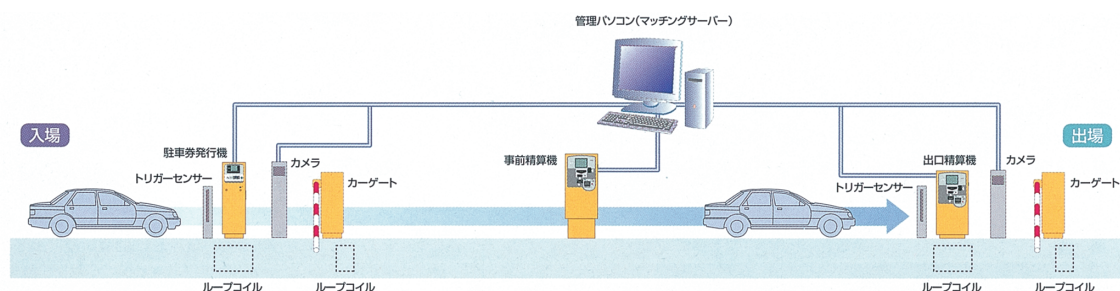 管理パソコン(マッチングサーバー)
入場
出場
駐車券発行機
カメラ
事前精算機
出口精算機
カメラ
トリガーセンサー
カーゲート
トリガーセンサー
カーゲート
ループコイル
ループコイル
ループコイル
ループコイル